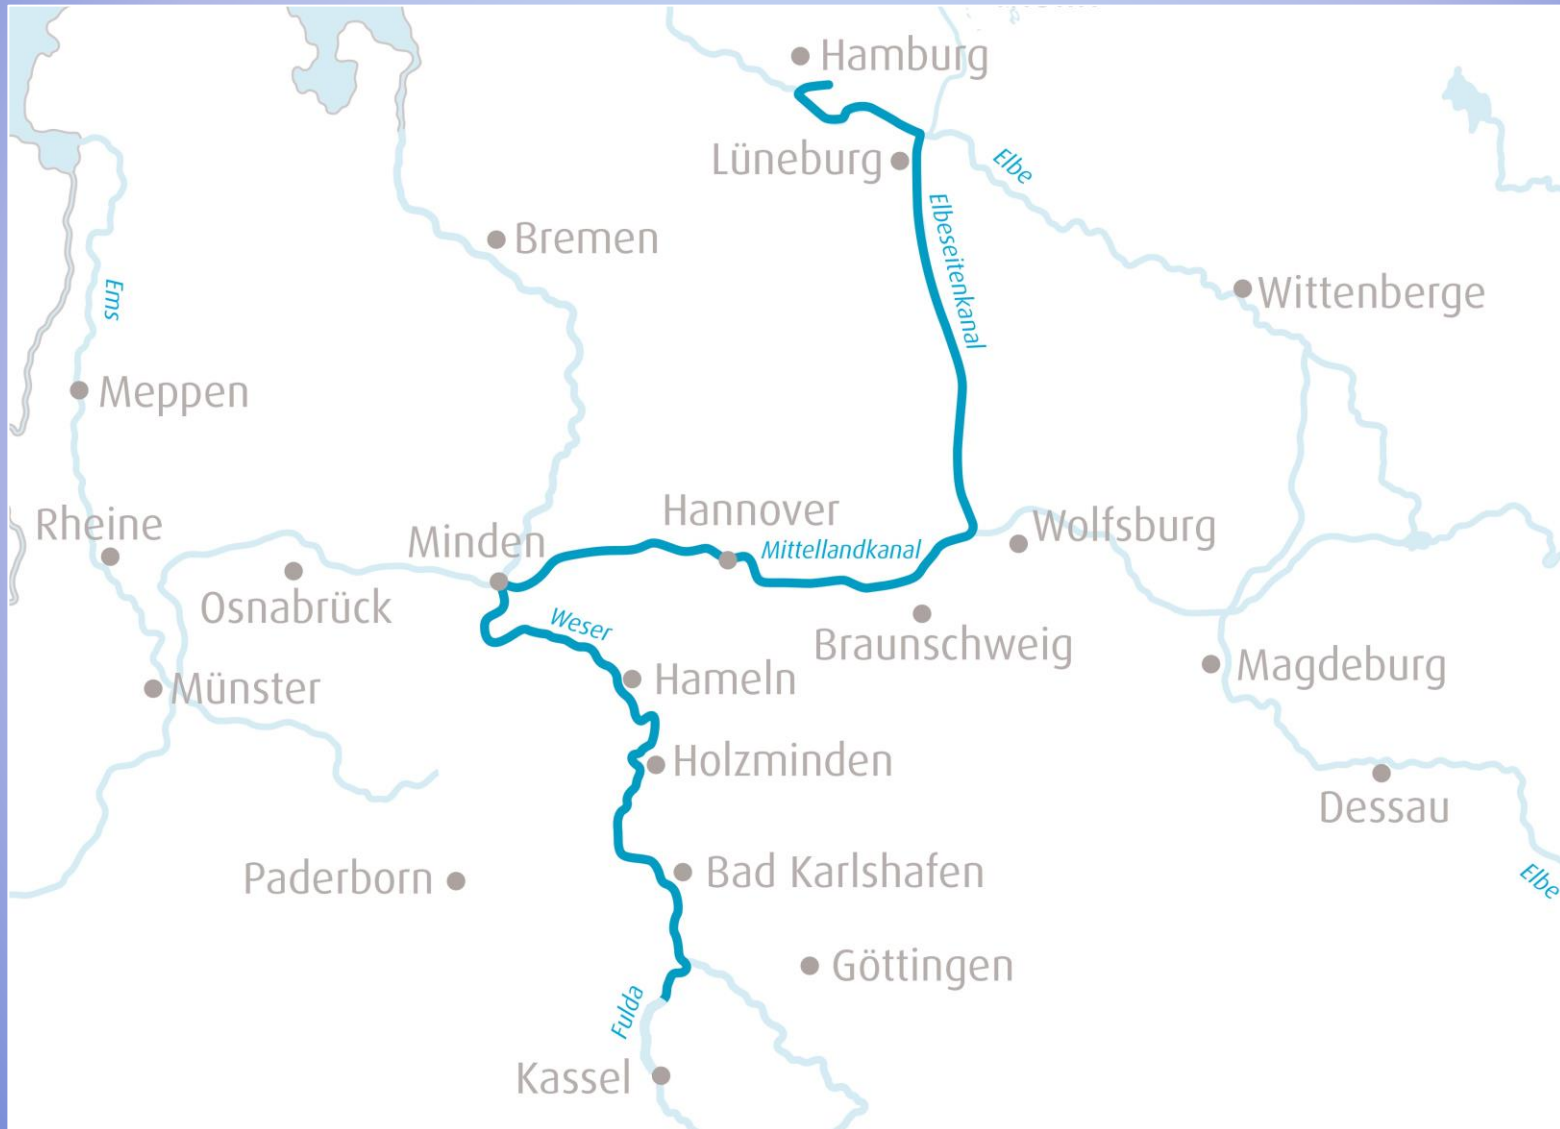 Hamburg
Lüneburg
Elbe
Elbeseitenkanal
Bremen
Ems
Wittenberge
Meppen
Rheine
Minden
Hannover
Mittellandkanal
Wolfsburg
Osnabrück
Weser
Braunschweig
Münster
Hameln
Magdeburg
Holzminden
Dessau
Paderborn
Bad Karlshafen
Elbe
Göttingen
Fulda
Kassel